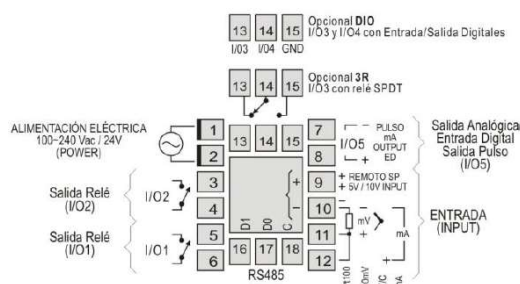 13 14 15
I/03 I/04 GND
Opcional DIO
I/O3 y I/O4 con Entrada/Salida Digitales
13 14 15
Opcional 3R
I/O3 con relé SPDT
ALIMENTACIÓN ELÉCTRICA
100~240 Vac / 24V
(POWER)
1
2
13 14 15
7
8
I/O5
PULSO
mA
OUTPUT
ED
Salida Analógica
Entrada Digital
Salida Pulso
(I/O5)
Salida Relé
(I/O2)
I/O2
3
4
9
10
+ REMOTO SP
+ 5V / 10V INPUT
ENTRADA
(INPUT)
Salida Relé
(I/O1)
I/O1
5
6
D1 D0 C
16 17 18
RS485
11
12
mV
mA